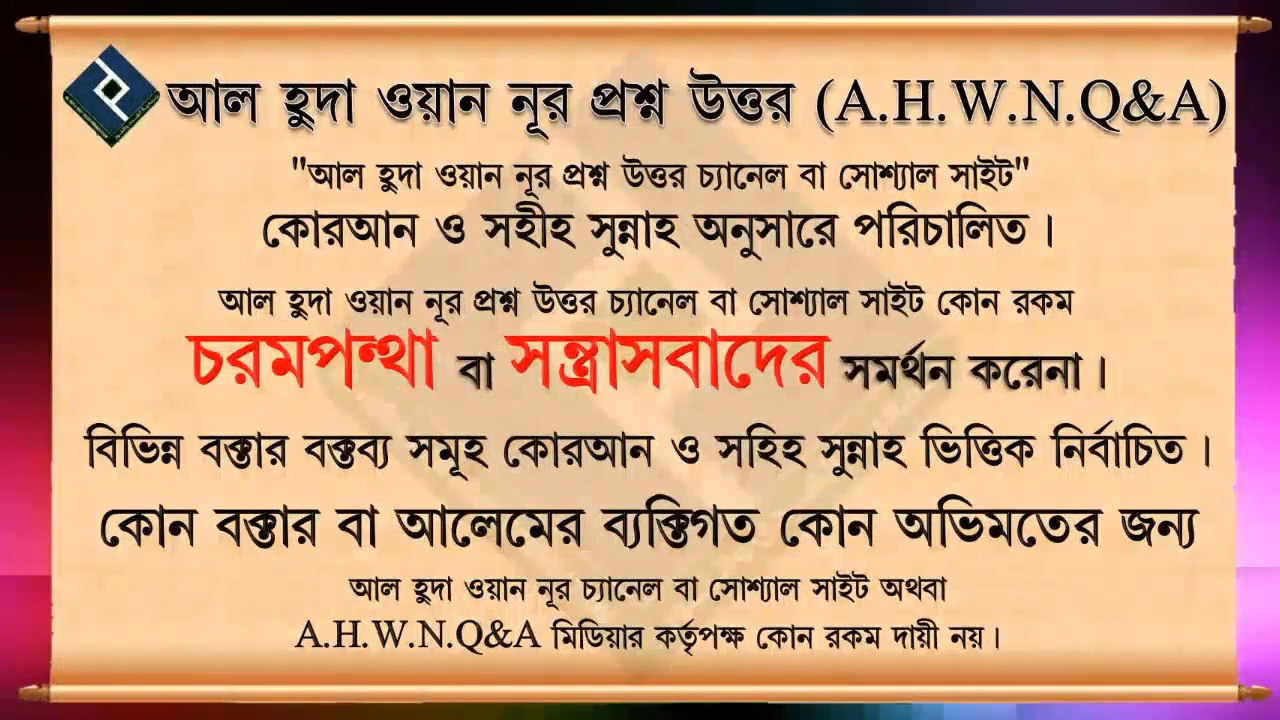 আল হুদা ওয়ান নূর প্রশ্ন উত্তর (A.H.W.N.Q&A)
"আল হুদা ওয়ান নূর প্রশ্ন উত্তর চ্যানেল বা সোশ্যাল সাইট"
কোরআন ও সহীহ সুন্নাহ অনুসারে পরিচালিত ।
আল হুদা ওয়ান নূর প্রশ্ন উত্তর চ্যানেল বা সোশ্যাল সাইট কোন রকম
চরমপন্থা বা সন্ত্রাসবাদের সমর্থন করেনা ।
বিভিন্ন বক্তার বক্তব্য সমূহ কোরআন ও সহিহ সুন্নাহ ভিত্তিক নির্বাচিত ।
কোন বক্তার বা আলেমের ব্যক্তিগত কোন অভিমতের জন্য
আল হুদা ওয়ান নূর চ্যানেল বা সোশ্যাল সাইট অথবা
A.H.W.N.Q&A মিডিয়ার কর্তৃপক্ষ কোন রকম দায়ী নয় ।